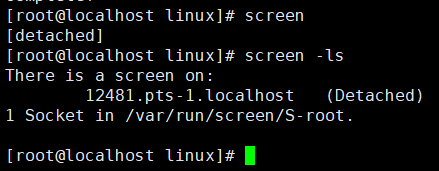 [root@localhost linux]# screen
[detached]
[root@localhost linux]# screen -ls
There is a screen on:
        12481.pts-1.localhost   (Detached)
1 Socket in /var/run/screen/S-root.

[root@localhost linux]#